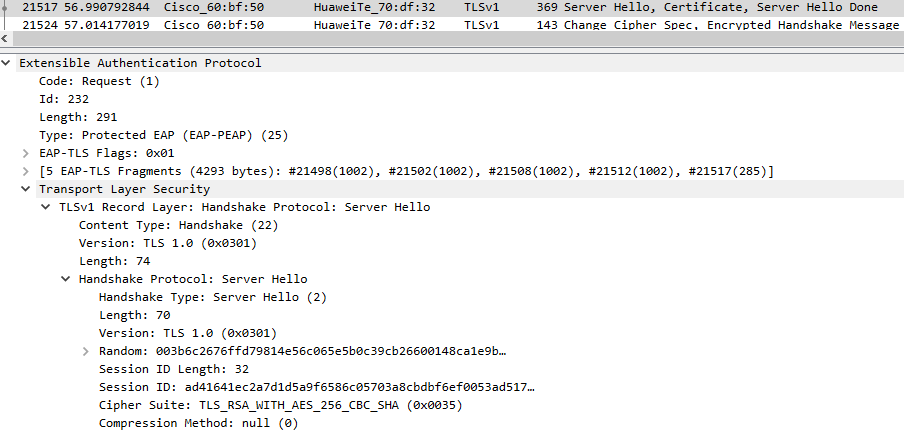 21517 56.990792844 Cisco_60:bf:50 HuaweiTe_70:df:32 TLSv1 369 Server Hello, Certificate, Server Hello Done
21524 57.014177019 Cisco_60:bf:50 HuaweiTe_70:df:32 TLSv1 143 Change Cipher Spec, Encrypted Handshake Message
Extensible Authentication Protocol
Code: Request (1)
Id: 232
Length: 291
Type: Protected EAP (EAP-PEAP) (25)
EAP-TLS Flags: 0x01
[5 EAP-TLS Fragments (4293 bytes): #21498(1002), #21502(1002), #21508(1002), #21512(1002), #21517(285)]
Transport Layer Security
TLSv1 Record Layer: Handshake Protocol: Server Hello
Content Type: Handshake (22)
Version: TLS 1.0 (0x0301)
Length: 74
Handshake Protocol: Server Hello
Handshake Type: Server Hello (2)
Length: 70
Version: TLS 1.0 (0x0301)
Random: 003b6c2676ffd79814e56c065e5b0c39cb26600148ca1e9b…
Session ID Length: 32
Session ID: ad41641ec2a7d1d5a9f6586c05703a8cbdbf6ef0053ad517…
Cipher Suite: TLS_RSA_WITH_AES_256_CBC_SHA (0x0035)
Compression Method: null (0)